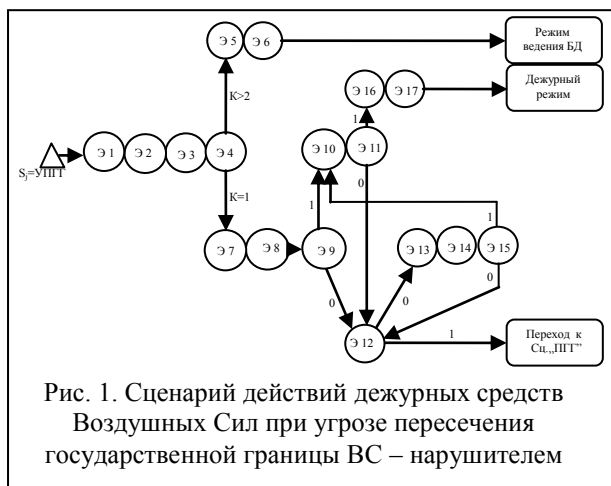 Э 5
Э 6
Режим
ведения БД
Дежурный
режим
Э 16
Э 17
К>2
1
Э 10
Э 11
Э 1
Э 2
Э 3
Э 4
Sj=УПГГ
0
К=1
1
1
Э 7
Э 8
Э 9
Э 13
Э 14
Э 15
0
0
0
Э 12
1
Переход к
Сц.„ПГГ”
Рис. 1. Сценарий действий дежурных средств
Воздушных Сил при угрозе пересечения
государственной границы ВС – нарушителем